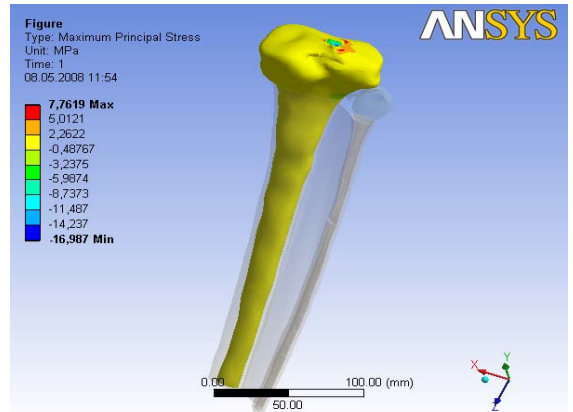 Figure
Type: Maximum Principal Stress
Unit: MPa
Time: 1
08.05.2008 11:54
7,7619 Max
5,0121
2,2622
-0,48767
-3,2375
-5,9874
-8,7373
-11,487
-14,237
-16,987 Min
ANSYS
0.00 100.00 (mm)
50.00
X Y
Z